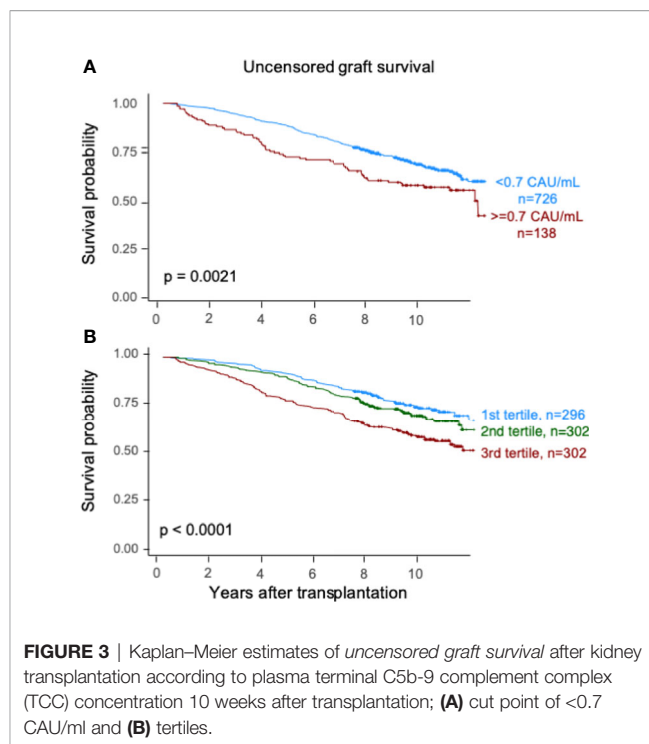 A
Uncensored graft survival
Survival probability
1.00
0.75
0.50
0.25
0.00
<0.7 CAU/mL
n=726
>=0.7 CAU/mL
n=138
p = 0.0021
0 2 4 6 8 10
B
Survival probability
1.00
0.75
0.50
0.25
0.00
1st tertile. n=296
2nd tertile, n=302
3rd tertile, n=302
p < 0.0001
0 2 4 6 8 10
Years after transplantation
FIGURE 3 | Kaplan–Meier estimates of uncensored graft survival after kidney
transplantation according to plasma terminal C5b-9 complement complex
(TCC) concentration 10 weeks after transplantation; (A) cut point of <0.7
CAU/ml and (B) tertiles.